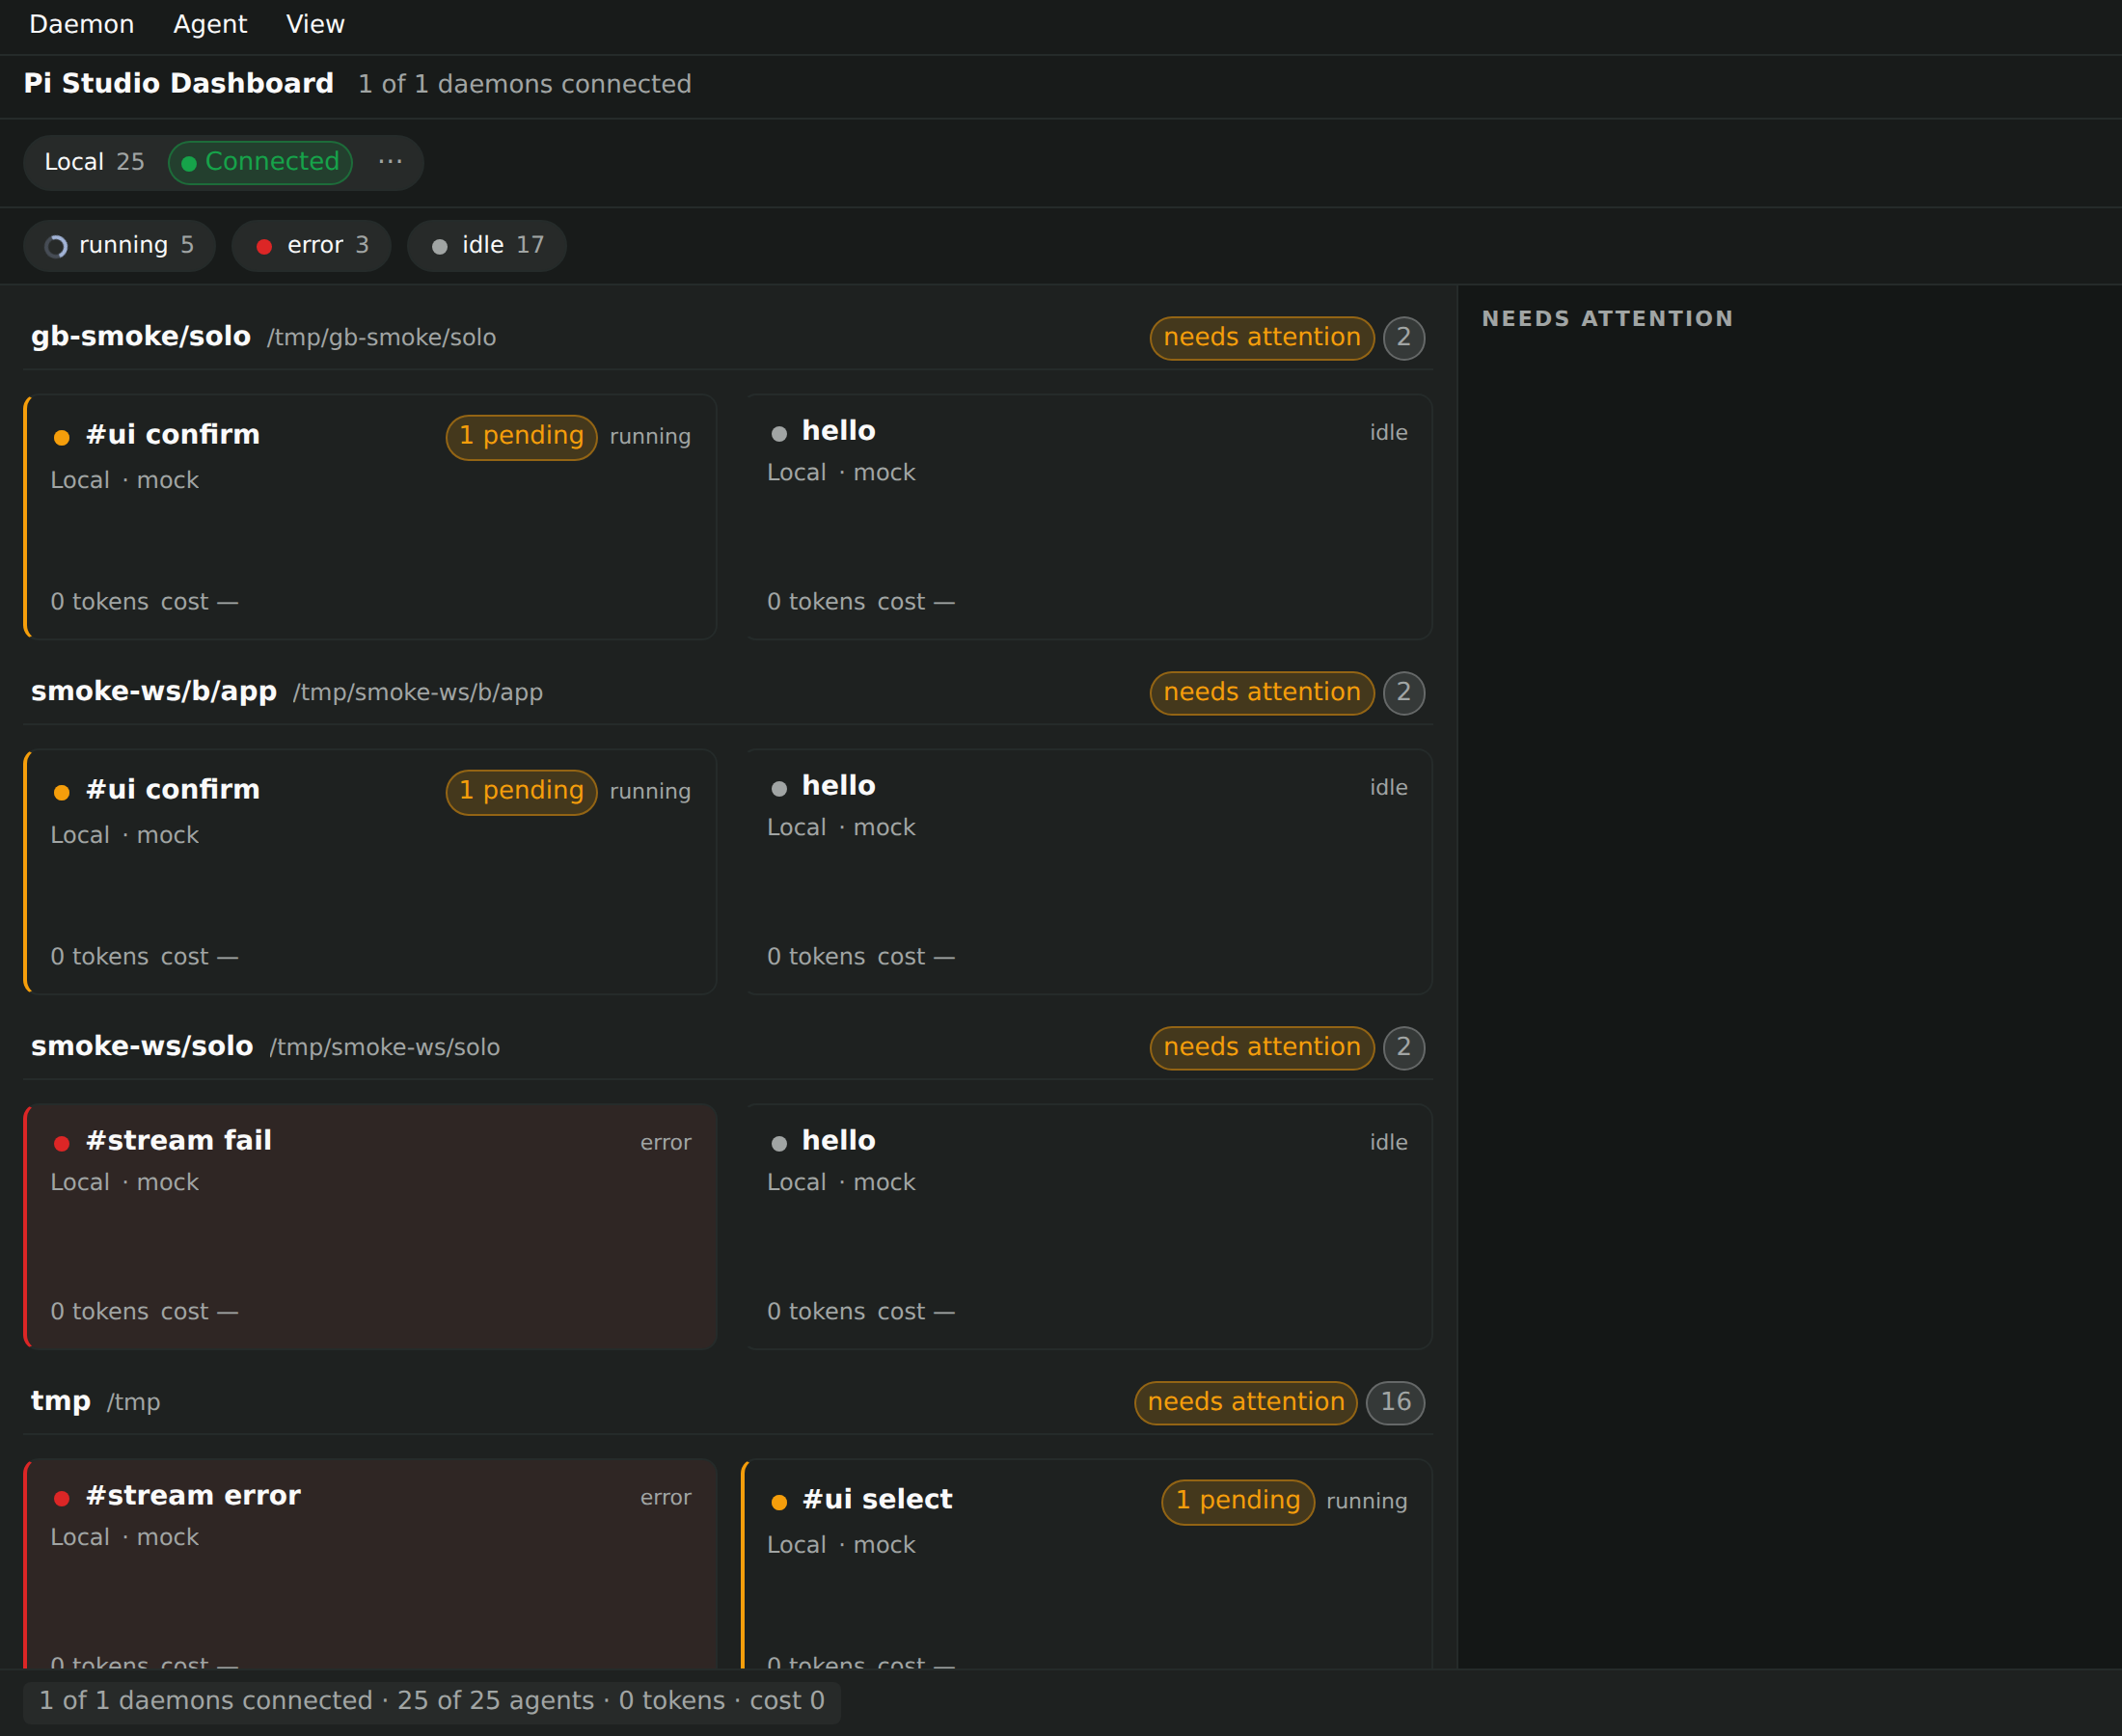 Daemon Agent View
Pi Studio Dashboard 1 of 1 daemons connected
Local 25 Connected ···
running 5 error 3 idle 17
gb-smoke/solo /tmp/gb-smoke/solo needs attention 2
NEEDS ATTENTION
#ui confirm 1 pending running
Local · mock
0 tokens cost —
hello idle
Local · mock
0 tokens cost —
smoke-ws/b/app /tmp/smoke-ws/b/app needs attention 2
#ui confirm 1 pending running
Local · mock
0 tokens cost —
hello idle
Local · mock
0 tokens cost —
smoke-ws/solo /tmp/smoke-ws/solo needs attention 2
#stream fail error
Local · mock
0 tokens cost —
hello idle
Local · mock
0 tokens cost —
tmp /tmp needs attention 16
#stream error error
Local · mock
0 tokens cost —
#ui select 1 pending running
Local · mock
0 tokens cost —
1 of 1 daemons connected · 25 of 25 agents · 0 tokens · cost 0